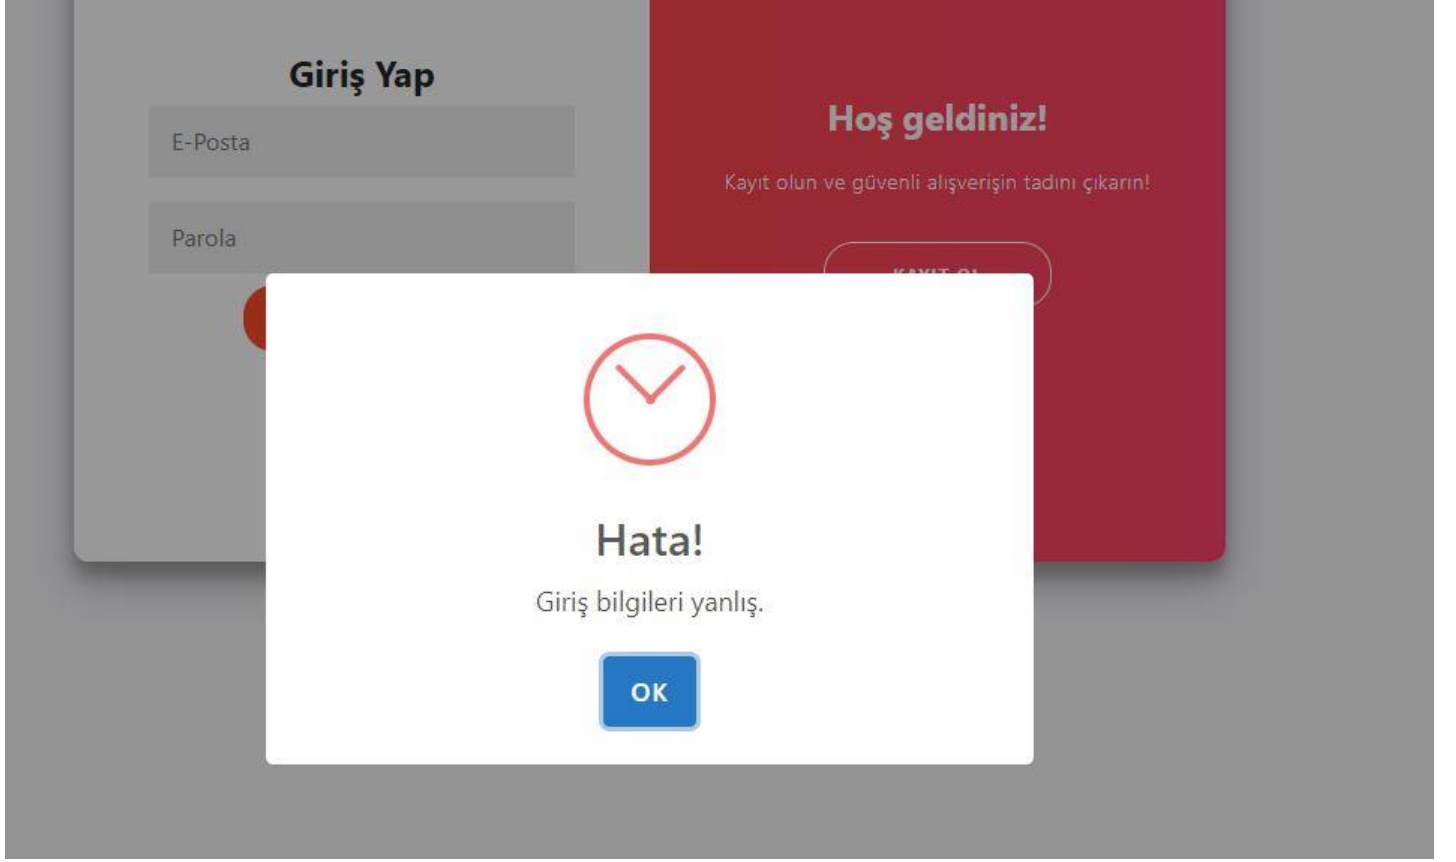 Giriş Yap
E-Posta
Parola
Hoş geldiniz!
Kayıt olun ve güvenli alışverişin tadını çıkarın!
Hata!
Giriş bilgileri yanlış.
OK